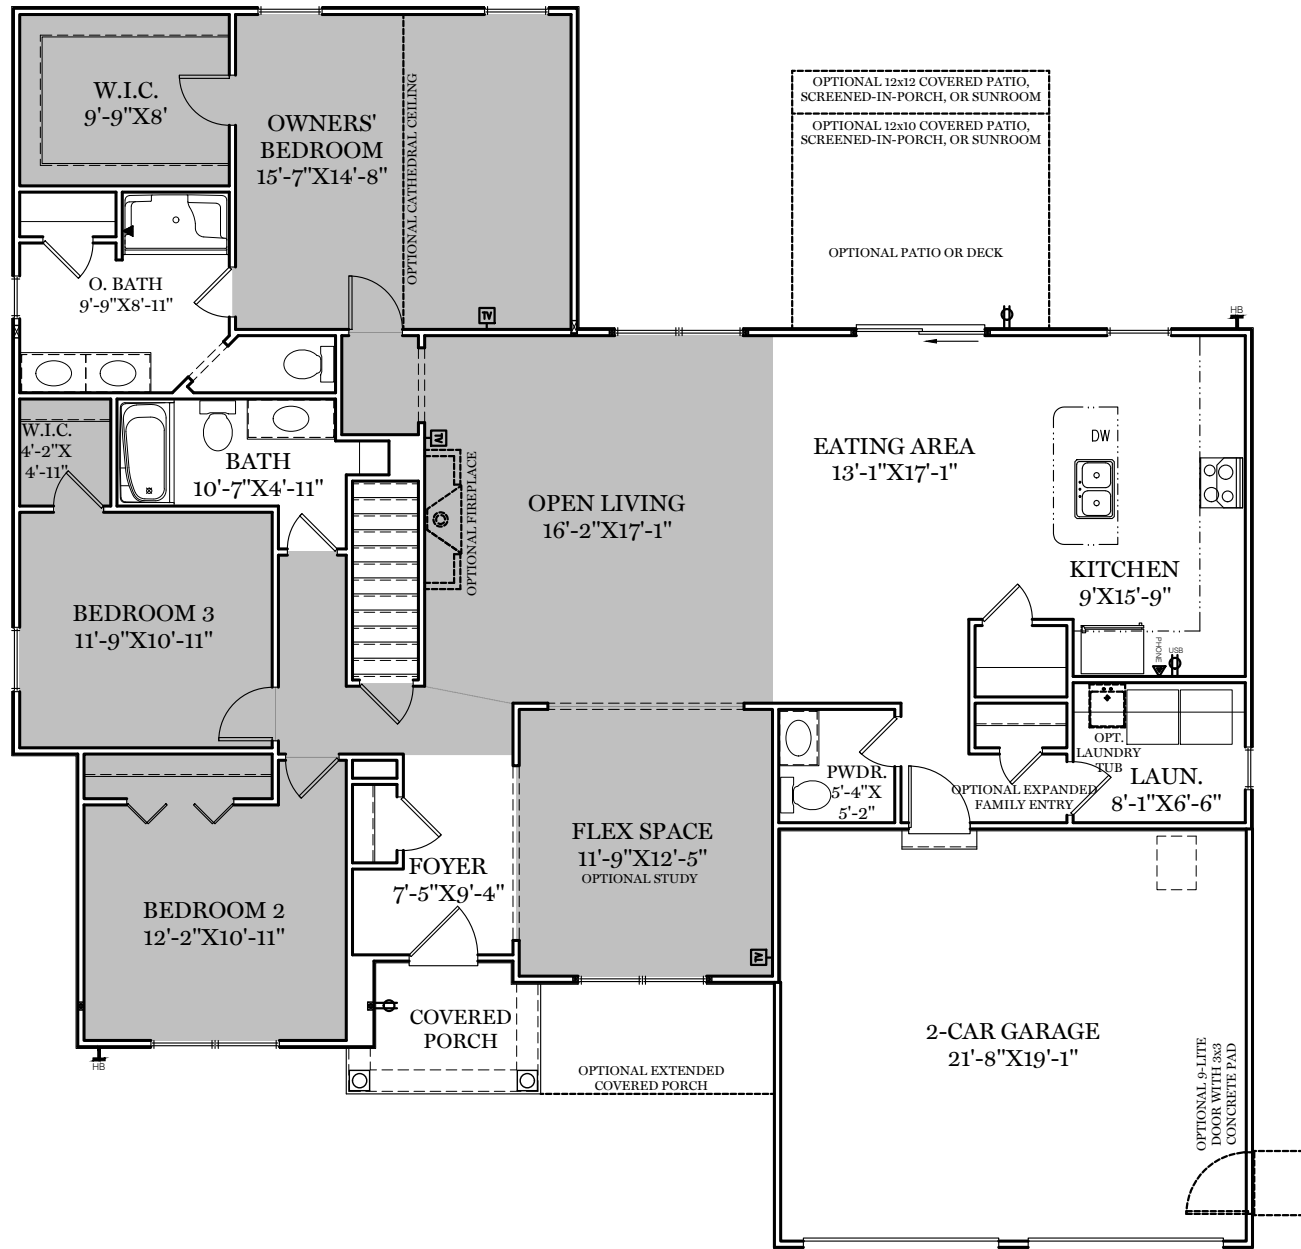 W.I.C.
9'-9"X8'
OWNERS'
BEDROOM
15'-7"X14'-8"
OPTIONAL CATHEDRAL CEILING
TV
OPTIONAL 12x12 COVERED PATIO,
SCREENED-IN-PORCH, OR SUNROOM
OPTIONAL 12x10 COVERED PATIO,
SCREENED-IN-PORCH, OR SUNROOM
OPTIONAL PATIO OR DECK
HB
O. BATH
9'-9"X8'-11"
W.I.C.
4'-2"X
4'-11"
BATH
10'-7"X4'-11"
TV
OPTIONAL FIREPLACE
OPEN LIVING
16'-2"X17'-1"
EATING AREA
13'-1"X17'-1"
DW
KITCHEN
9'X15'-9"
PHONE
USB
BEDROOM 3
11'-9"X10'-11"
OPT.
LAUNDRY
TUB
LAUN.
8'-1"X6'-6"
PWDR.
5'-4"X
5'-2"
OPTIONAL EXPANDED
FAMILY ENTRY
FLEX SPACE
11'-9"X12'-5"
OPTIONAL STUDY
TV
FOYER
7'-5"X9'-4"
BEDROOM 2
12'-2"X10'-11"
HB
COVERED
PORCH
OPTIONAL EXTENDED
COVERED PORCH
2-CAR GARAGE
21'-8"X19'-1"
OPTIONAL 9-LITE
DOOR WITH 3x3
CONCRETE PAD